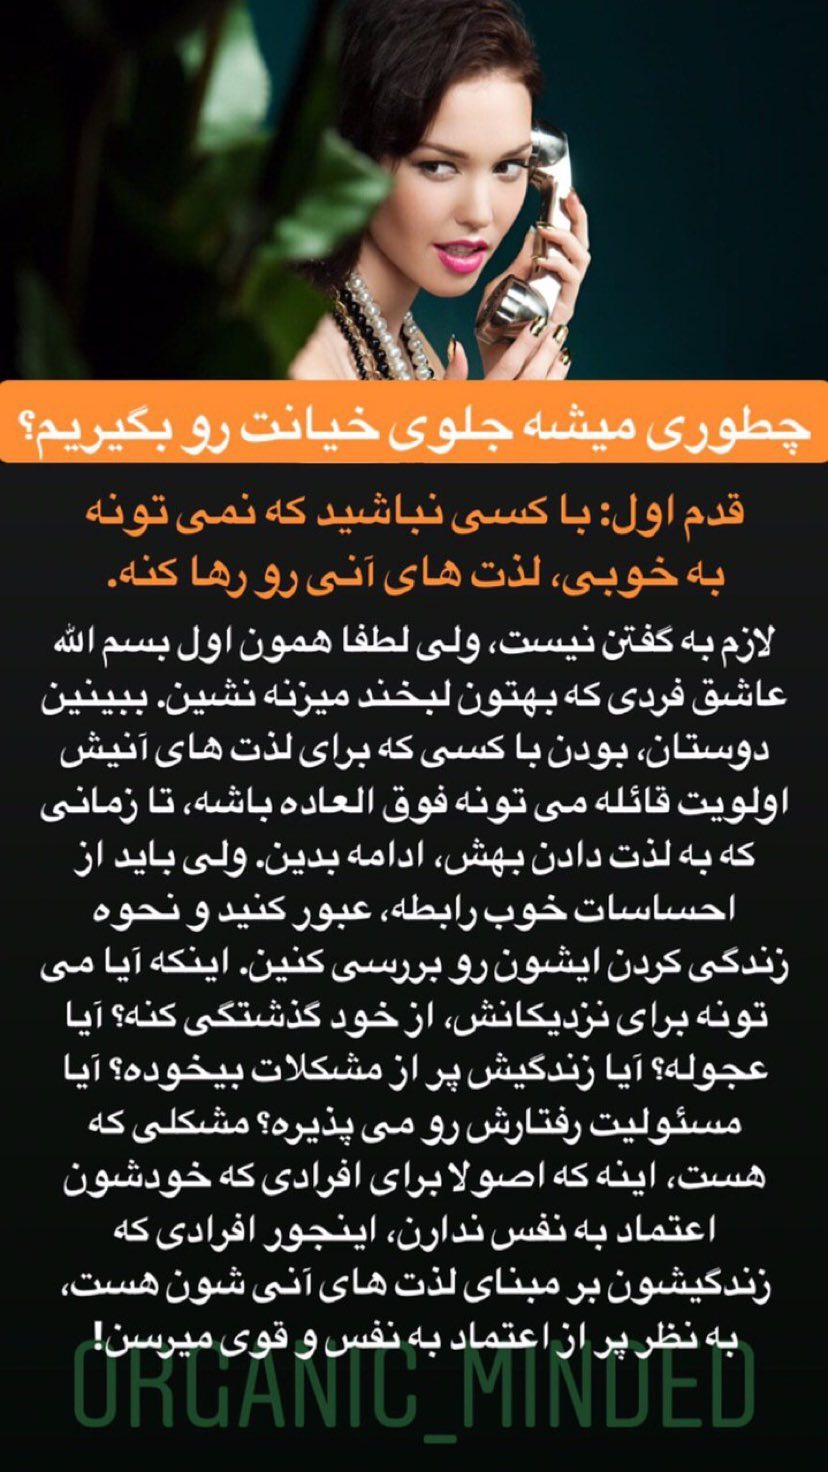 چطوری میشه جلوی خیانت رو بگیریم؟
قدم اول: با کسی نباشید که نمی تونه
به خوبی، لذت های آنی رو رها کنه.
لازم به گفتن نیست، ولی لطفا همون اول بسم الله
عاشق فردی که بهتون لبخند میزنه نشین. ببینین
دوستان، بودن با کسی که برای لذت های آنیش
اولویت قائله می تونه فوق العاده باشه، تا زمانی
که به لذت دادن بهش، ادامه بدین. ولی باید از
احساسات خوب رابطه، عبور کنید و نحوه
زندگی کردن ایشون رو بررسی کنین. اینکه آیا می
تونه برای نزدیکانش، از خود گذشتگی کنه؟ آیا
عجوله؟ آیا زندگیش پر از مشکلات بیخوده؟ آیا
مسئولیت رفتارش رو می پذیره؟ مشکلی که
هست، اینه که اصولا برای افرادی که خودشون
اعتماد به نفس ندارن، اینجور افرادی که
زندگیشون بر مبنای لذت های آنی شون هست،
به نظر پر از اعتماد به نفس و قوی میرسن!
ORGANIC_MINDED